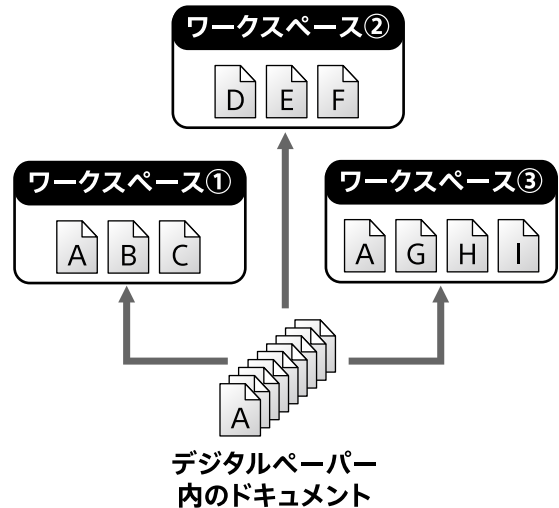 ワークスペース②
D E F
ワークスペース①
A B C
ワークスペース③
A G H I
A
デジタルペーパー
内のドキュメント